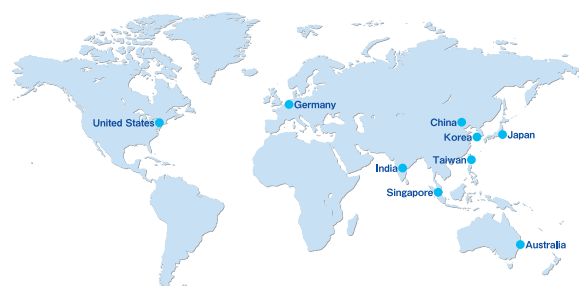 Germany
United States
China
Japan
Korea
Taiwan
India
Singapore
Australia